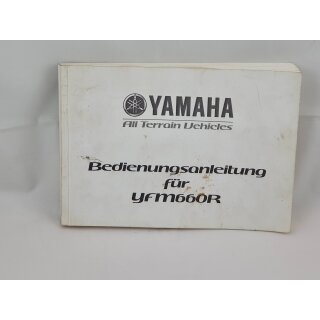 YAMAHA
All Terrain Vehicles
Bedienungsanleitung
für
YFM660R